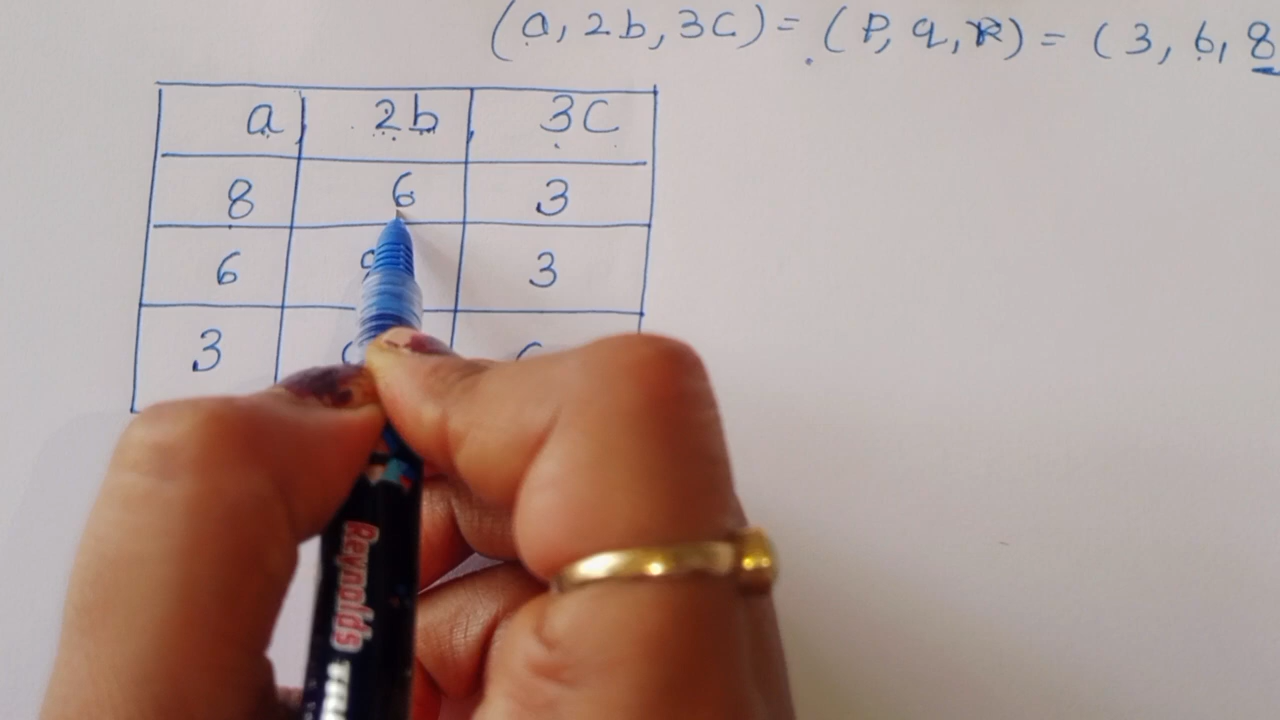 (a, 2b, 3C) = (P, q, R) = (3, 6, 8
a, 2b, 3C
8 6 3
6 3
3
Reynolds